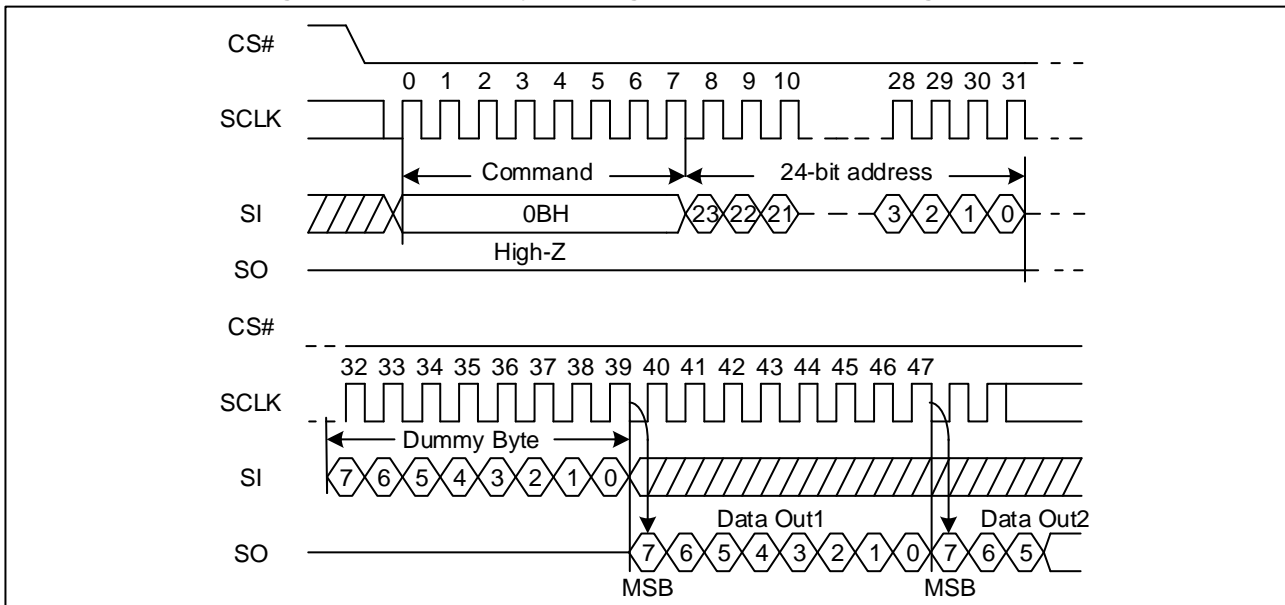 CS#
0 1 2 3 4 5 6 7 8 9 10 28 29 30 31
SCLK
Command 24-bit address
SI 0BH 23 22 21 3 2 1 0
High-Z
SO
CS#
32 33 34 35 36 37 38 39 40 41 42 43 44 45 46 47
SCLK
Dummy Byte
SI 7 6 5 4 3 2 1 0
Data Out1 Data Out2
SO 7 6 5 4 3 2 1 0 7 6 5
MSB MSB